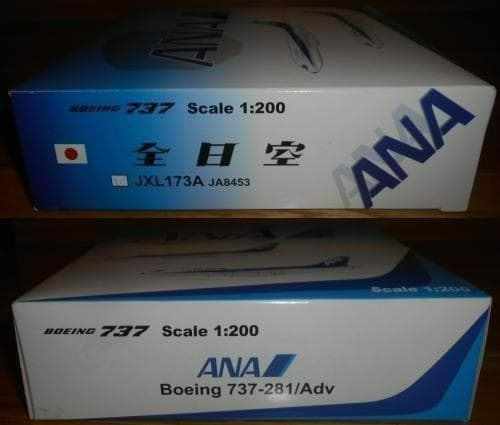 ANA
BOEING 737 Scale 1:200
ANA
全日空
JXL173A JA8453
ANA
Scale 1:200
BOEING 737 Scale 1:200
ANA
Boeing 737-281/Adv